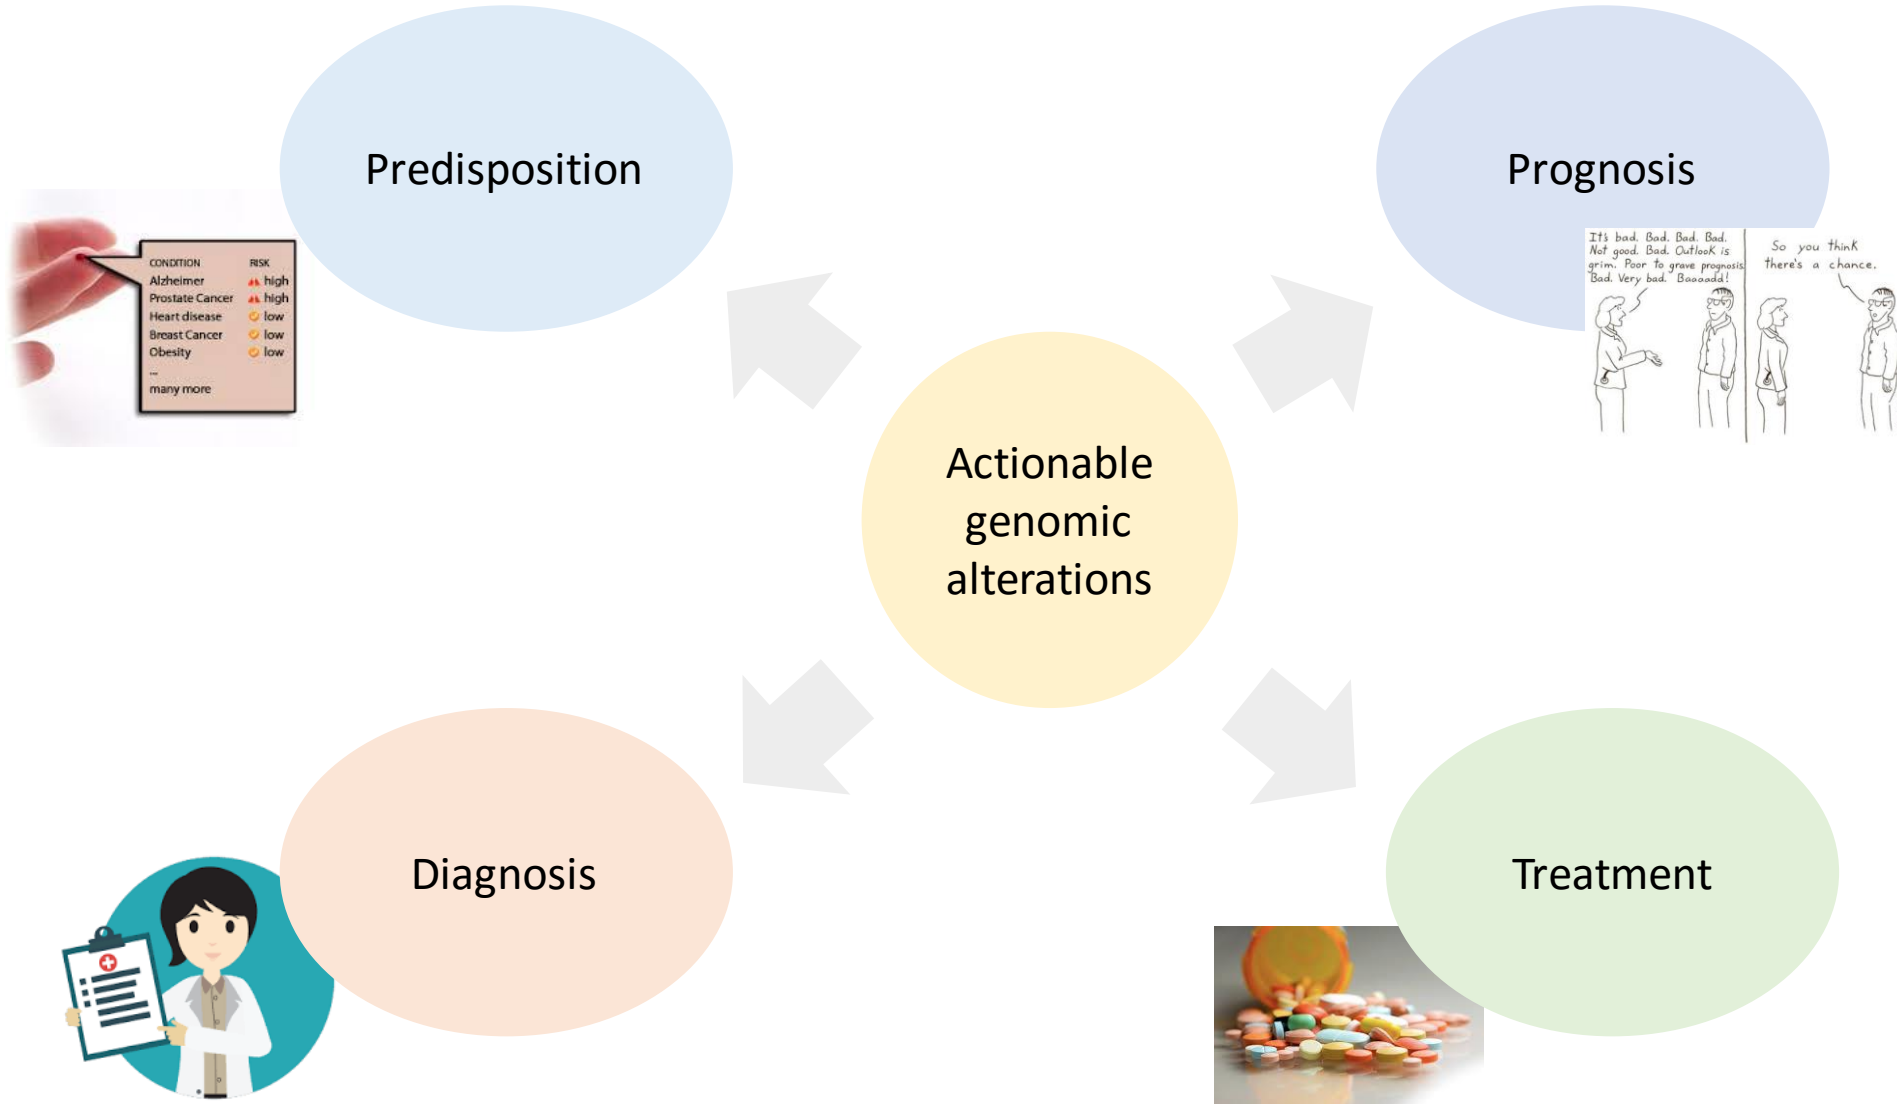 Predisposition
CONDITION RISK
Alzheimer high
Prostate Cancer high
Heart disease low
Breast Cancer low
Obesity low
...
many more
Prognosis
It's bad. Bad. Bad. Bad.
Not good. Bad. Outlook is
grim. Poor to grave prognosis.
Bad. Very bad. Baaaadd!
So you think
there's a chance.
Actionable
genomic
alterations
Diagnosis
Treatment